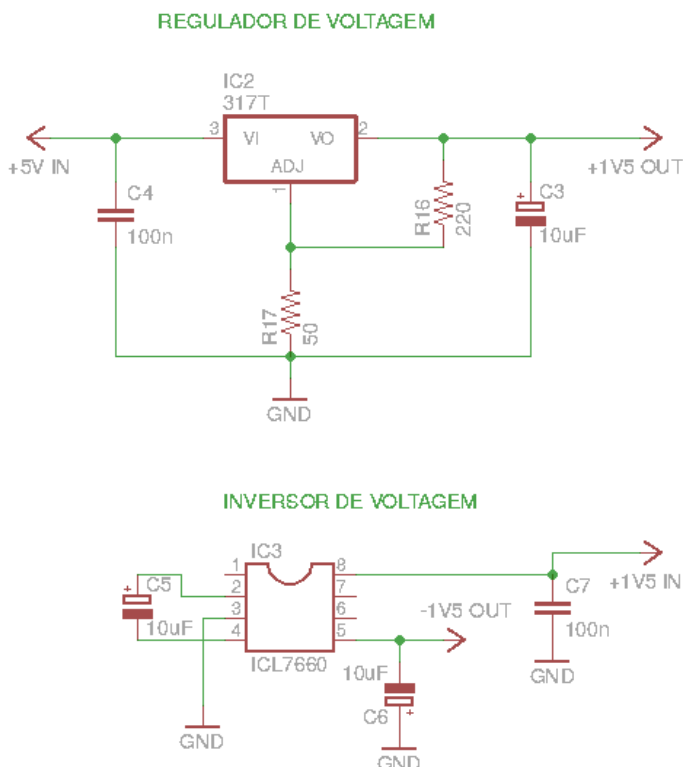 REGULADOR DE VOLTAGEM
IC2
317T
3
VI
VO
2
ADJ
1
+5V IN
+1V5 OUT
C4
100n
R16
220
C3
+
10uF
R17
50
GND
INVERSOR DE VOLTAGEM
IC3
1
8
2
7
3
6
4
5
ICL7660
+
C5
10uF
GND
-1V5 OUT
10uF
C6
+
GND
+1V5 IN
C7
100n
GND